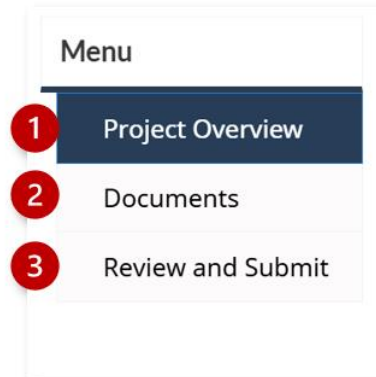 Menu
1 Project Overview
2 Documents
3 Review and Submit